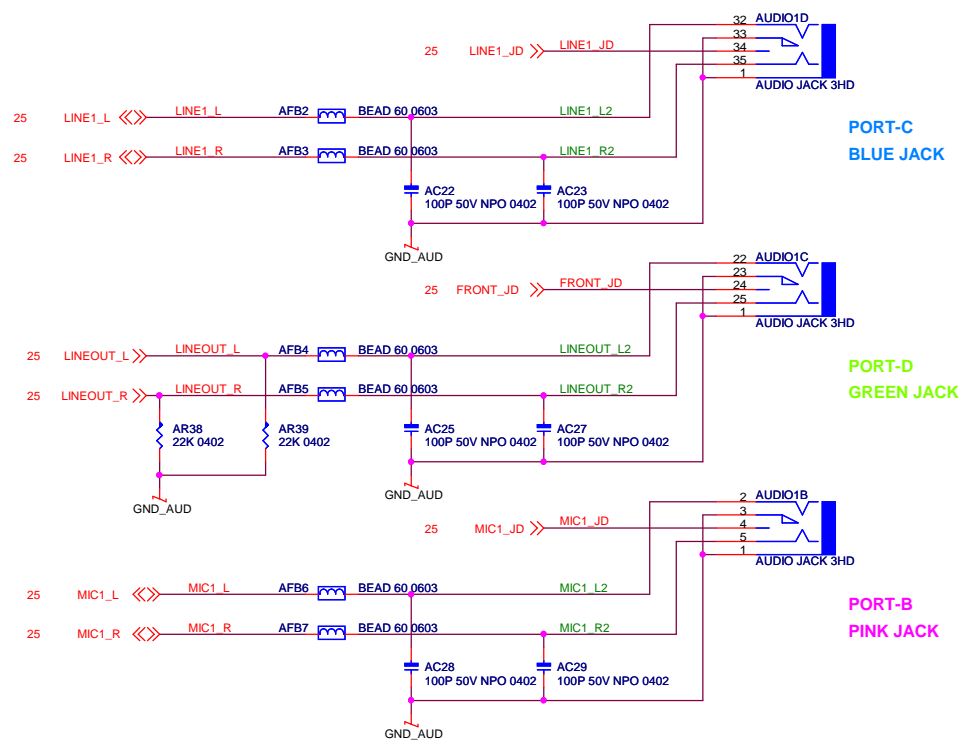 32 AUDIO1D
33
25 LINE1_JD LINE1_JD 34
35
1
AUDIO JACK 3HD
25 LINE1_L LINE1_L AFB2 BEAD 60 0603 LINE1_L2
25 LINE1_R LINE1_R AFB3 BEAD 60 0603 LINE1_R2
PORT-C
BLUE JACK
AC22 AC23
100P 50V NPO 0402 100P 50V NPO 0402
GND_AUD
22 AUDIO1C
23
25 FRONT_JD FRONT_JD 24
25
1
AUDIO JACK 3HD
25 LINEOUT_L LINEOUT_L AFB4 BEAD 60 0603 LINEOUT_L2
25 LINEOUT_R LINEOUT_R AFB5 BEAD 60 0603 LINEOUT_R2
PORT-D
GREEN JACK
AR38 AR39 AC25 AC27
22K 0402 22K 0402 100P 50V NPO 0402 100P 50V NPO 0402
GND_AUD GND_AUD
2 AUDIO1B
3
25 MIC1_JD MIC1_JD 4
5
1
AUDIO JACK 3HD
25 MIC1_L MIC1_L AFB6 BEAD 60 0603 MIC1_L2
25 MIC1_R MIC1_R AFB7 BEAD 60 0603 MIC1_R2
PORT-B
PINK JACK
AC28 AC29
100P 50V NPO 0402 100P 50V NPO 0402
GND_AUD